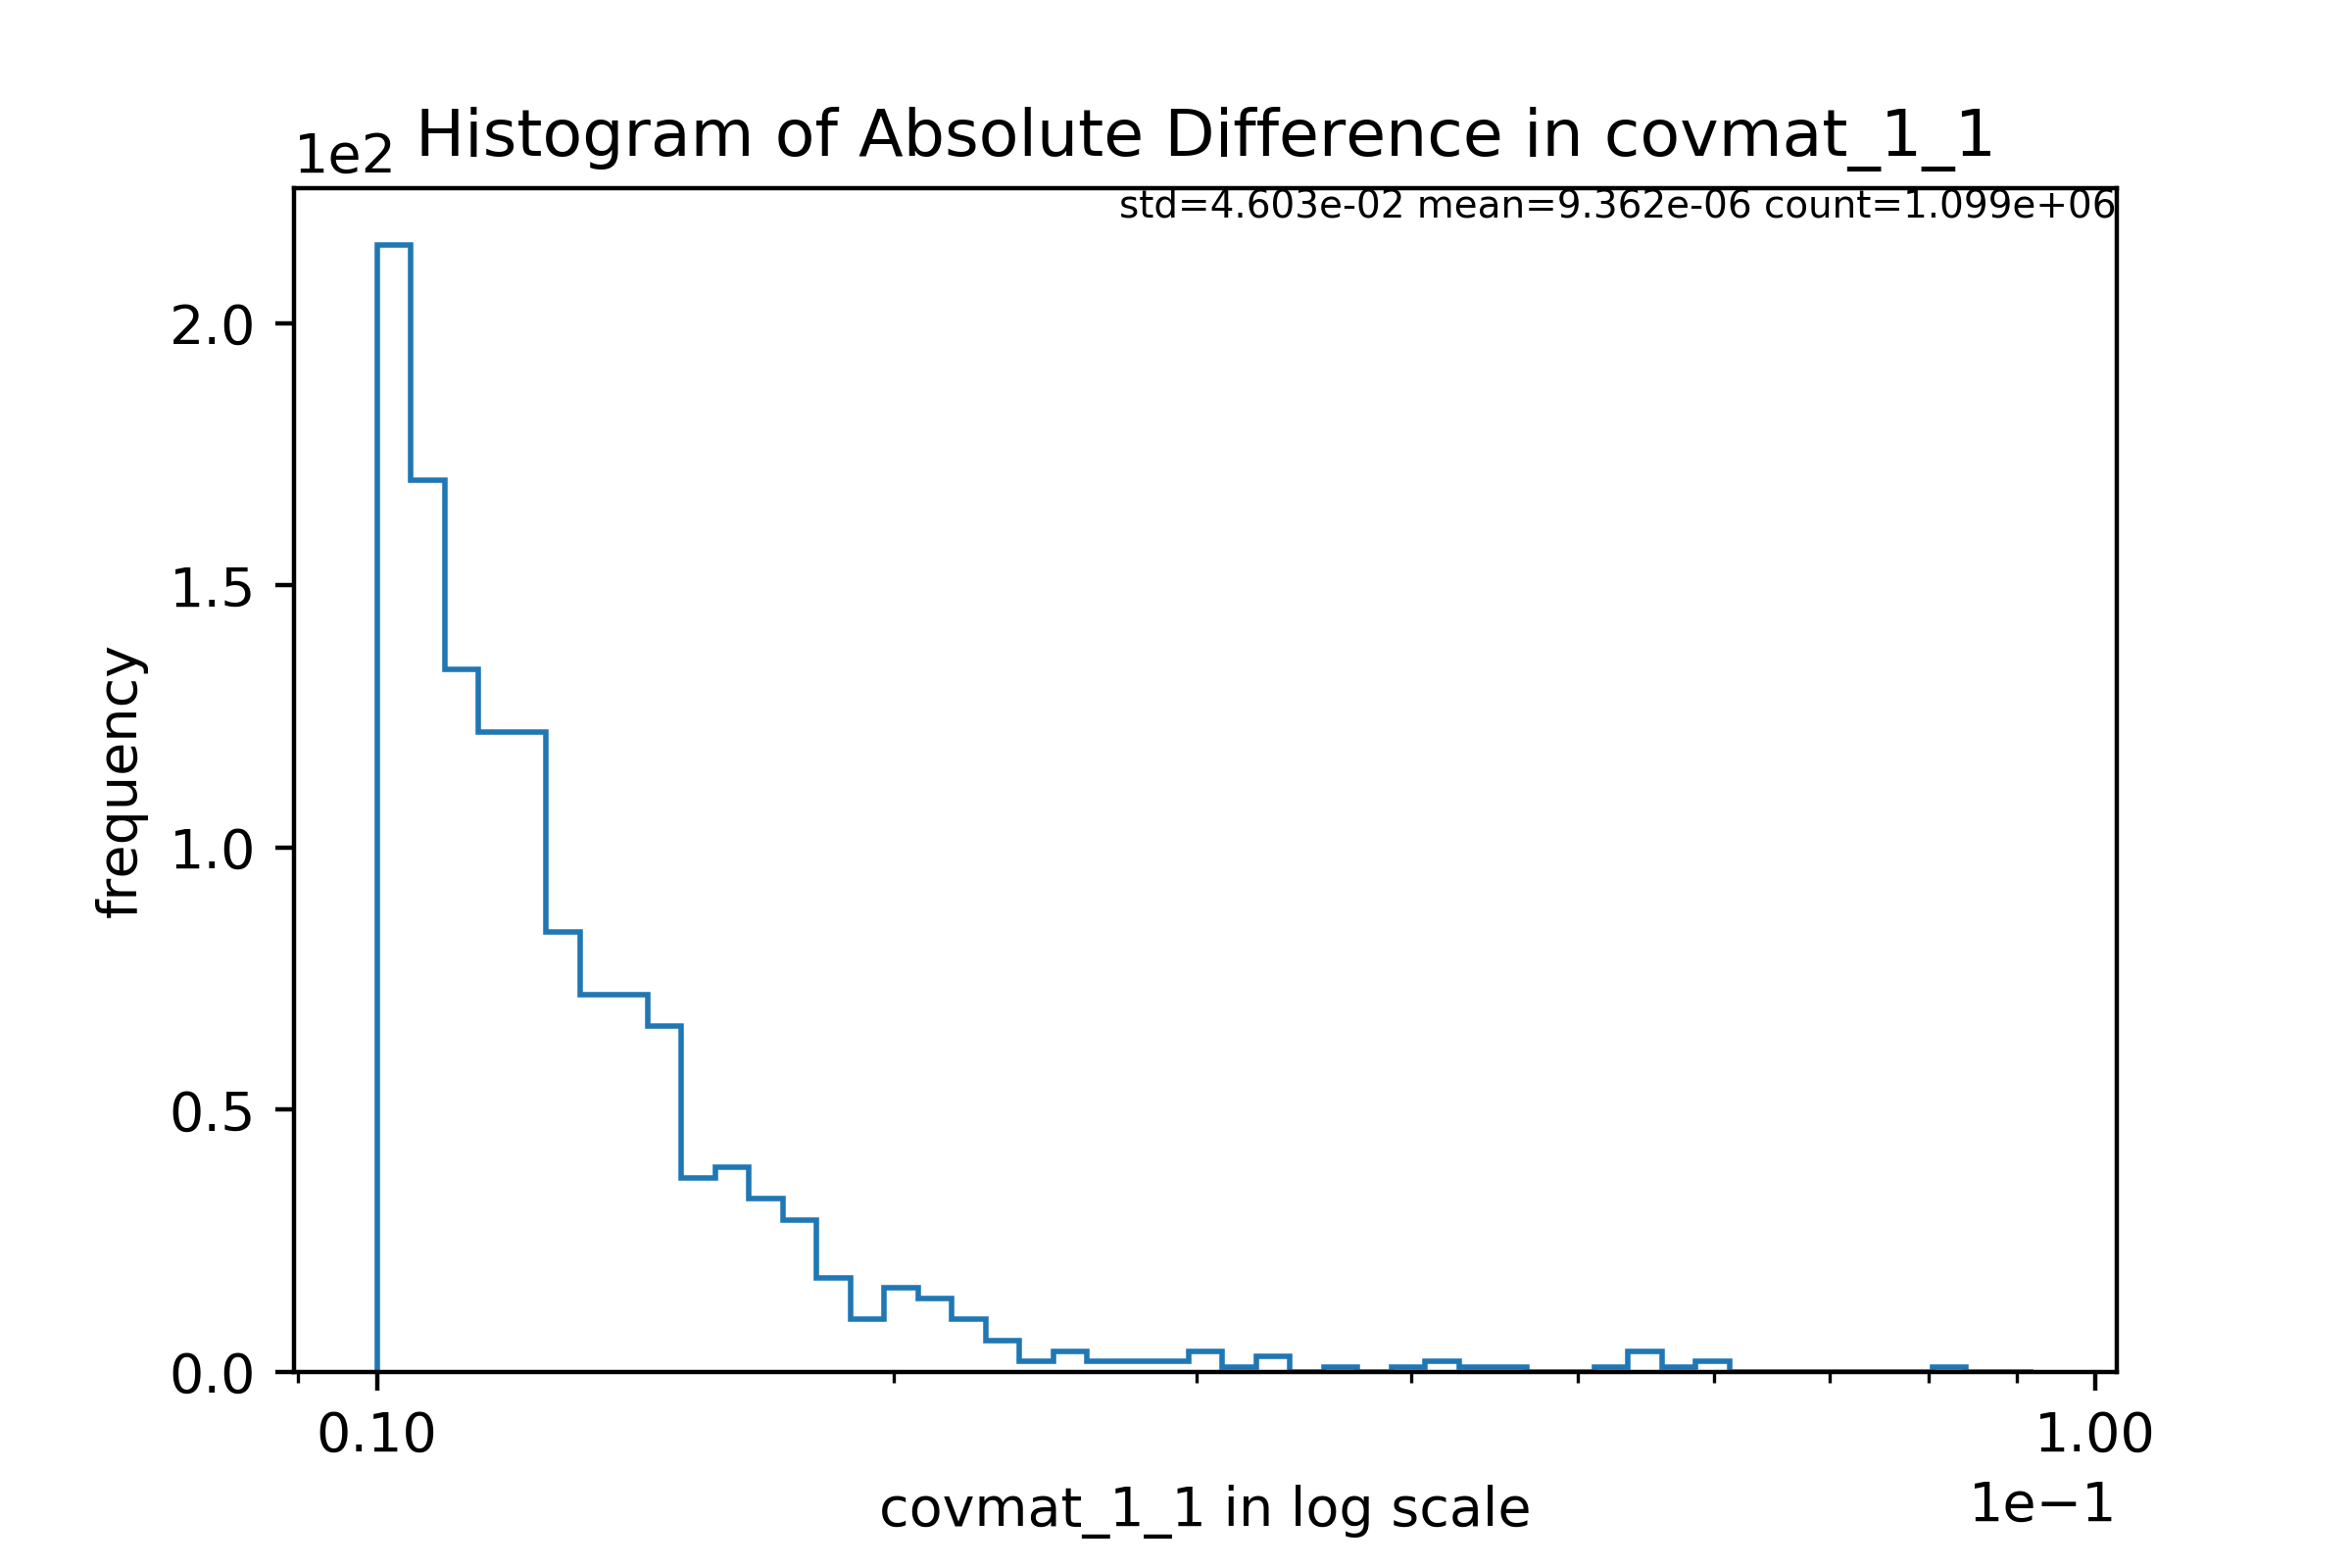 Histogram of Absolute Difference in covmat_1_1
1e2
std=4.603e-02 mean=9.362e-06 count=1.099e+06
2.0
1.5
1.0
0.5
0.0
frequency
0.10
1.00
covmat_1_1 in log scale
1e−1